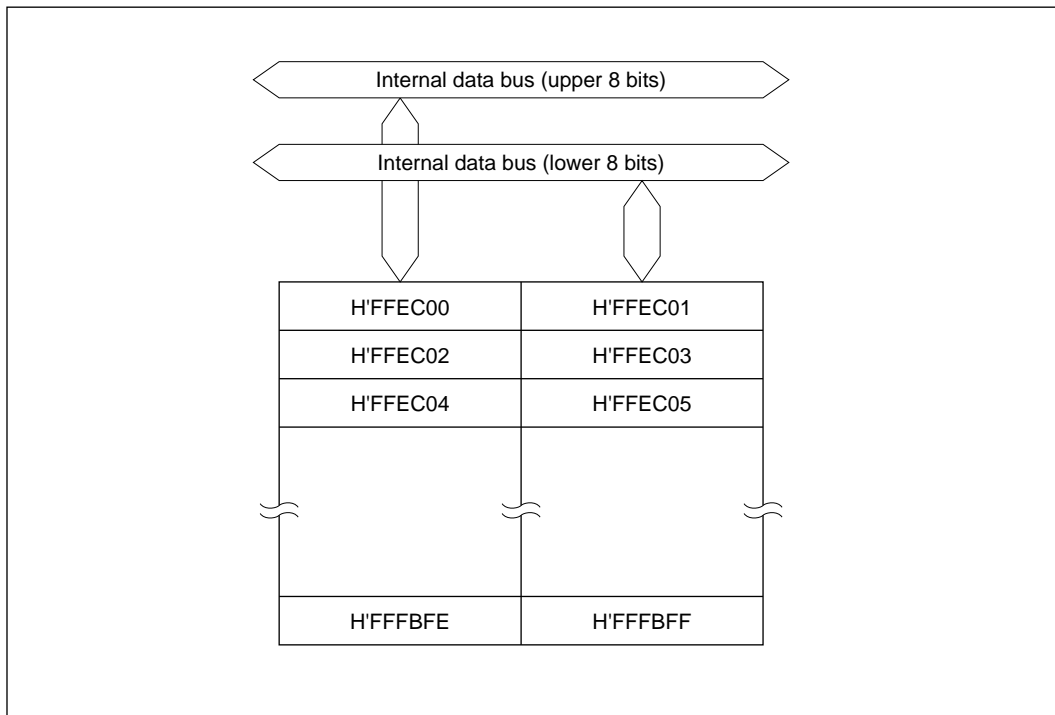 Internal data bus (upper 8 bits)
Internal data bus (lower 8 bits)
H'FFEC00 H'FFEC01
H'FFEC02 H'FFEC03
H'FFEC04 H'FFEC05
H'FFFBFE H'FFFBFF